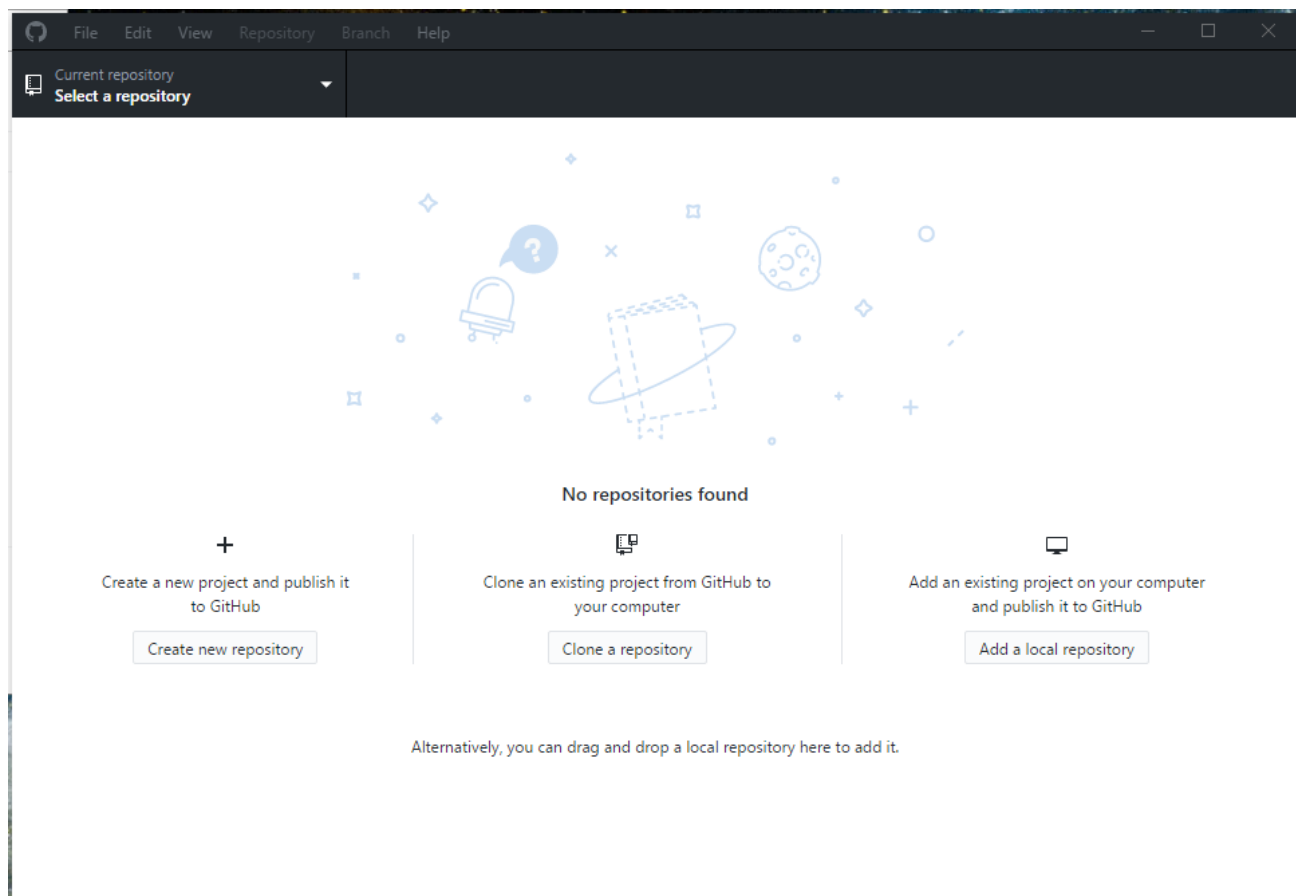 File Edit View Repository Branch Help
Current repository
Select a repository
?
No repositories found
Create a new project and publish it
to GitHub
Create new repository
Clone an existing project from GitHub to
your computer
Clone a repository
Add an existing project on your computer
and publish it to GitHub
Add a local repository
Alternatively, you can drag and drop a local repository here to add it.